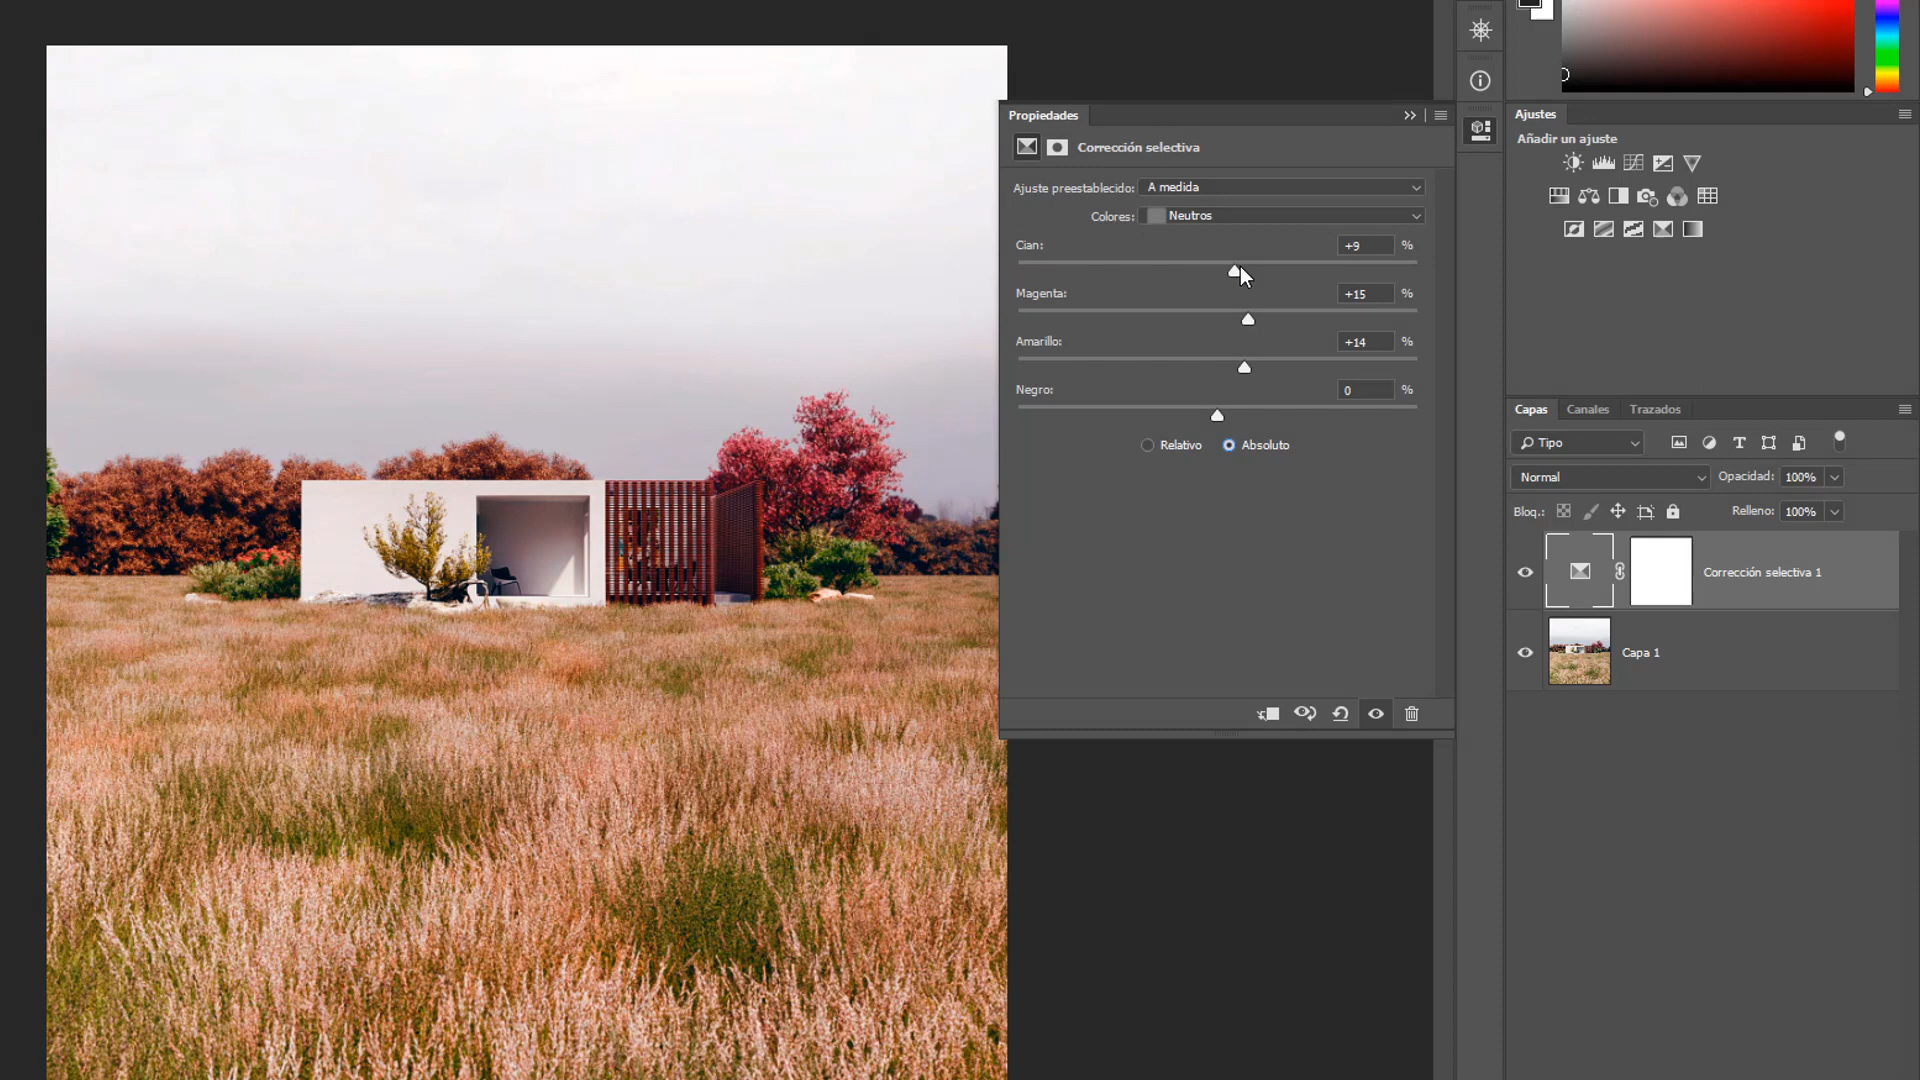 Propiedades
Corrección selectiva
Ajuste preestablecido: A medida
Colores: Neutros
Cian: +9 %
Magenta: +15 %
Amarillo: +14 %
Negro: 0 %
Relativo Absoluto
Ajustes
Añadir un ajuste
Capas Canales Trazados
Tipo
Normal Opacidad: 100%
Bloq.: Relleno: 100%
Corrección selectiva 1
Capa 1